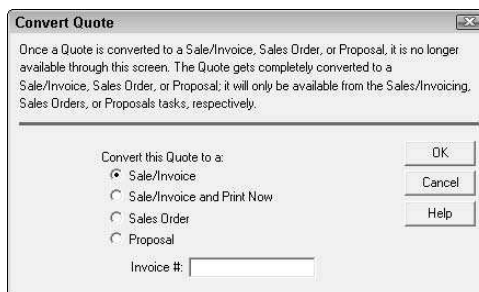 Convert Quote
Once a Quote is converted to a Sale/Invoice, Sales Order, or Proposal, it is no longer
available through this screen. The Quote gets completely converted to a
Sale/Invoice, Sales Order, or Proposal; it will only be available from the Sales/Invoicing,
Sales Orders, or Proposals tasks, respectively.
Convert this Quote to a:
Sale/Invoice
Sale/Invoice and Print Now
Sales Order
Proposal
Invoice #:
OK
Cancel
Help